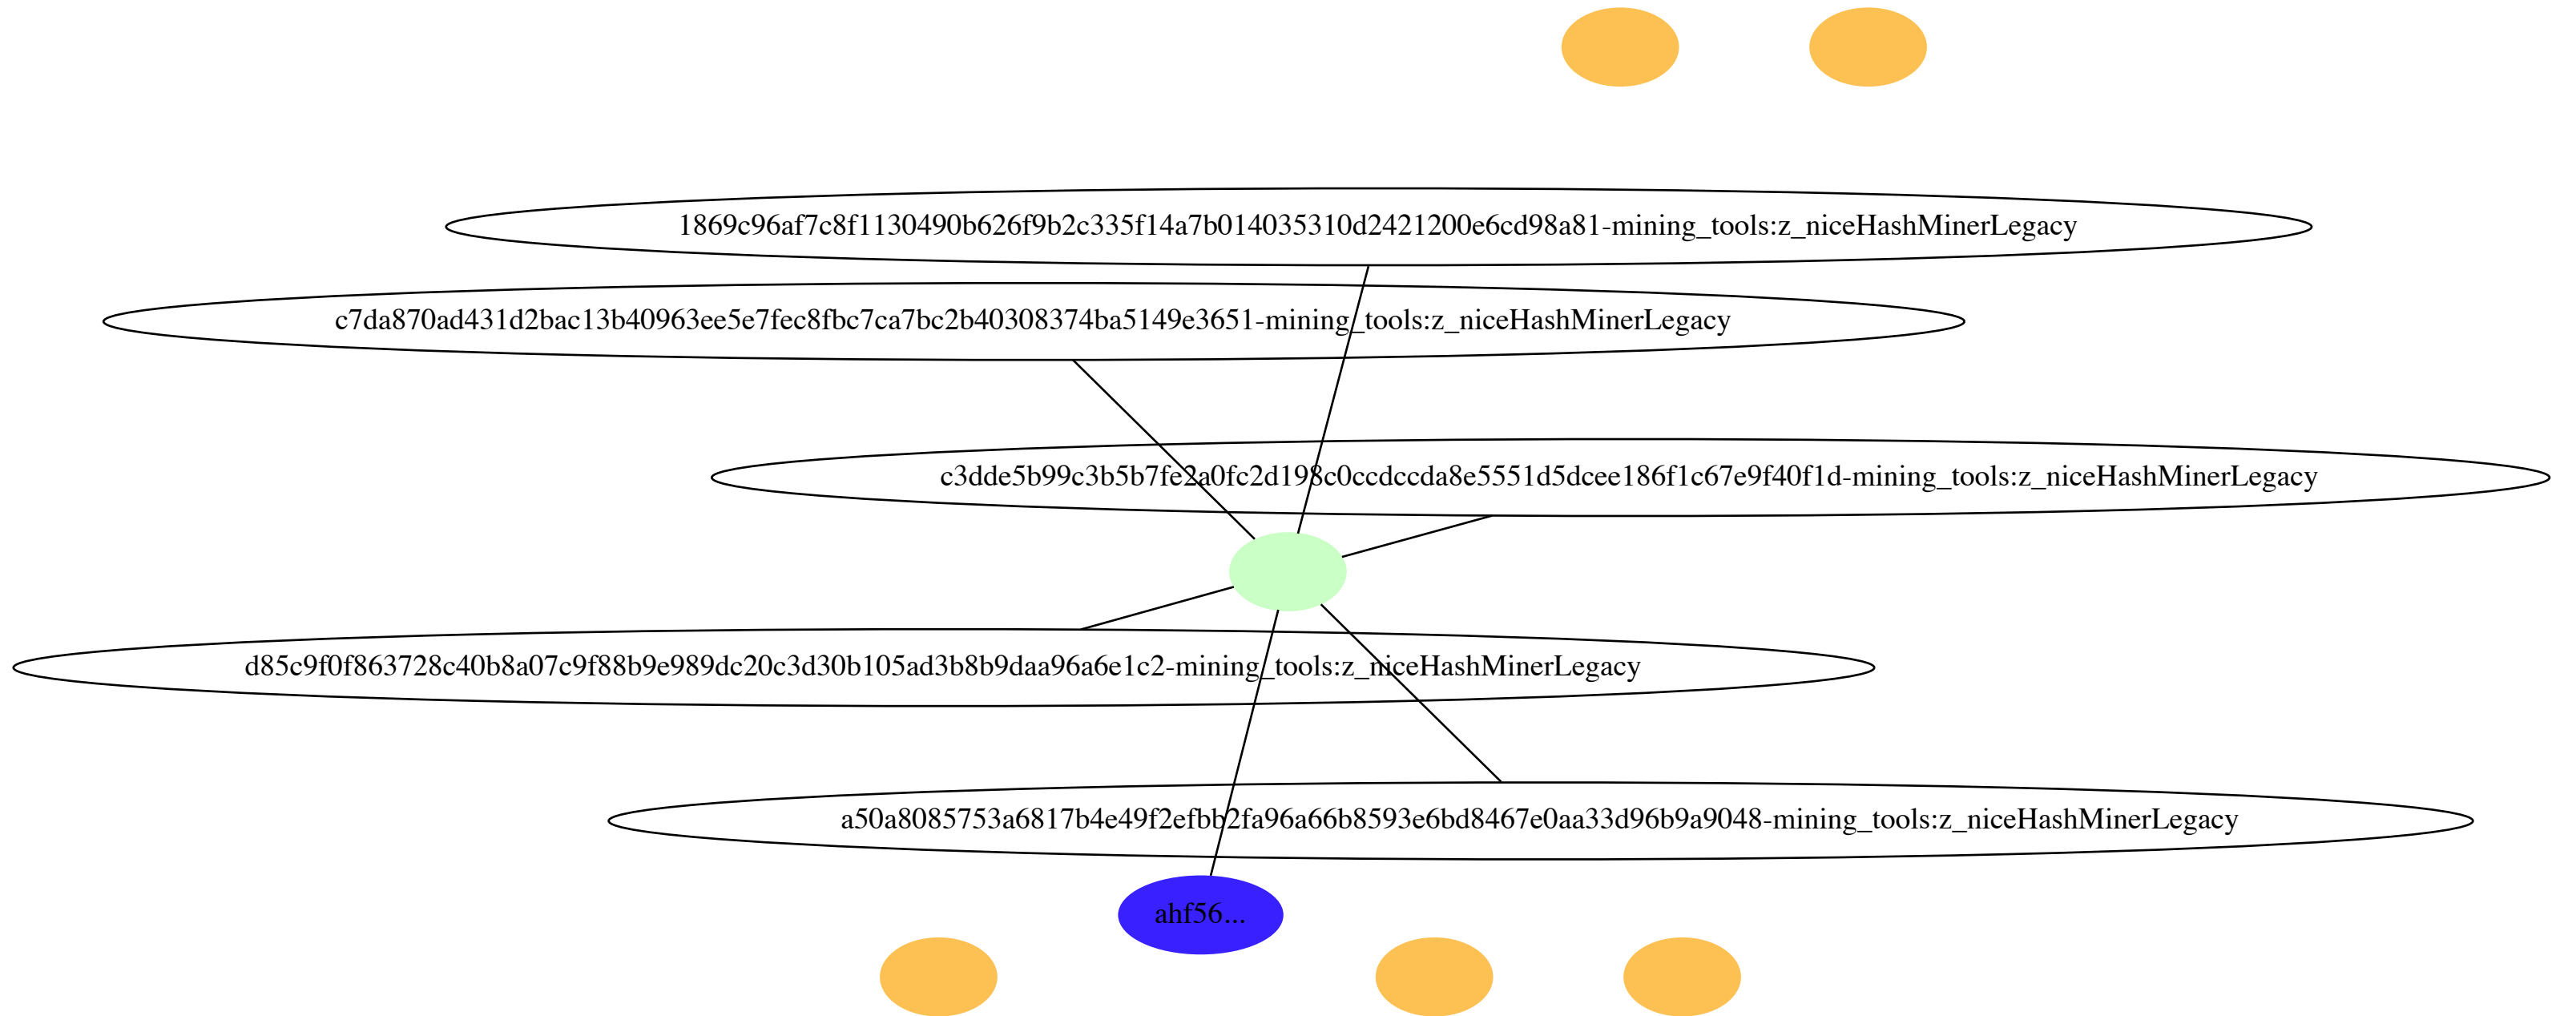 1869c96af7c8f1130490b626f9b2c335f14a7b014035310d2421200e6cd98a81-mining_tools:z_niceHashMinerLegacy
c7da870ad431d2bac13b40963ee5e7fec8fbc7ca7bc2b40308374ba5149e3651-mining_tools:z_niceHashMinerLegacy
c3dde5b99c3b5b7fe2a0fc2d198c0ccdccda8e5551d5dcee186f1c67e9f40f1d-mining_tools:z_niceHashMinerLegacy
d85c9f0f863728c40b8a07c9f88b9e989dc20c3d30b105ad3b8b9daa96a6e1c2-mining_tools:z_niceHashMinerLegacy
a50a8085753a6817b4e49f2efbb2fa96a66b8593e6bd8467e0aa33d96b9a9048-mining_tools:z_niceHashMinerLegacy
ahf56...